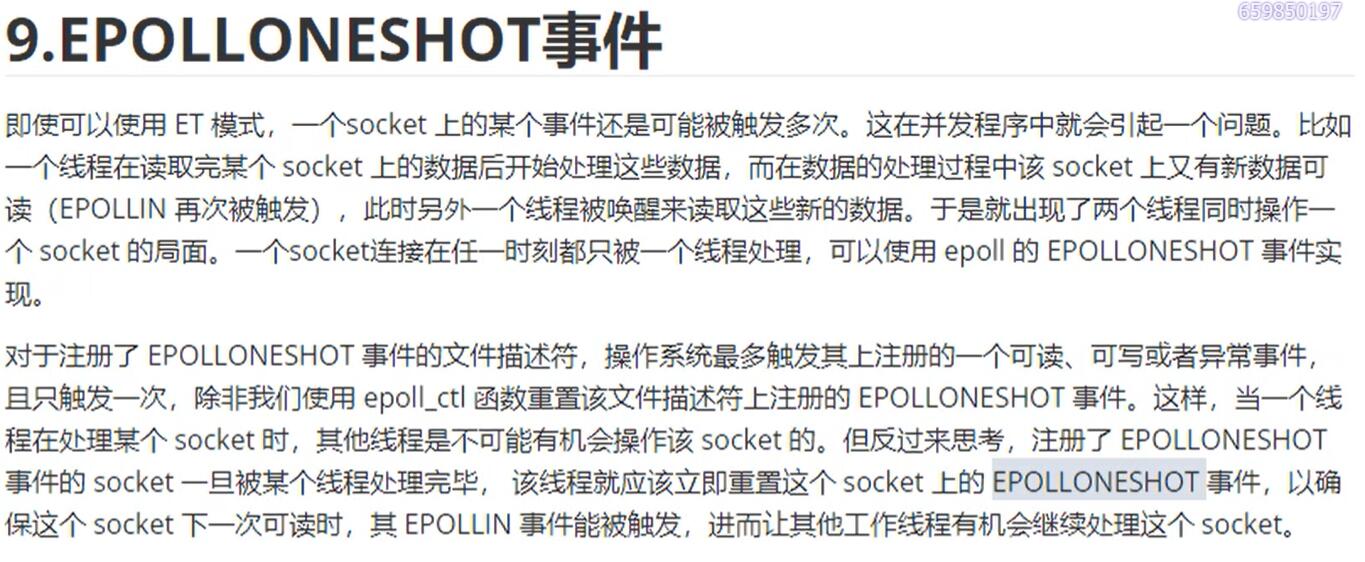 659850197
9.EPOLLONESHOT事件
即使可以使用 ET 模式，一个socket 上的某个事件还是可能被触发多次。这在并发程序中就会引起一个问题。比如
一个线程在读取完某个 socket 上的数据后开始处理这些数据，而在数据的处理过程中该 socket 上又有新数据可
读（EPOLLIN 再次被触发），此时另外一个线程被唤醒来读取这些新的数据。于是就出现了两个线程同时操作一
个 socket 的局面。一个socket连接在任一时刻都只被一个线程处理，可以使用 epoll 的 EPOLLONESHOT 事件实
现。
对于注册了 EPOLLONESHOT 事件的文件描述符，操作系统最多触发其上注册的一个可读、可写或者异常事件，
且只触发一次，除非我们使用 epoll_ctl 函数重置该文件描述符上注册的 EPOLLONESHOT 事件。这样，当一个线
程在处理某个 socket 时，其他线程是不可能有机会操作该 socket 的。但反过来思考，注册了 EPOLLONESHOT
事件的 socket 一旦被某个线程处理完毕， 该线程就应该立即重置这个 socket 上的 EPOLLONESHOT 事件，以确
保这个 socket 下一次可读时，其 EPOLLIN 事件能被触发，进而让其他工作线程有机会继续处理这个 socket。